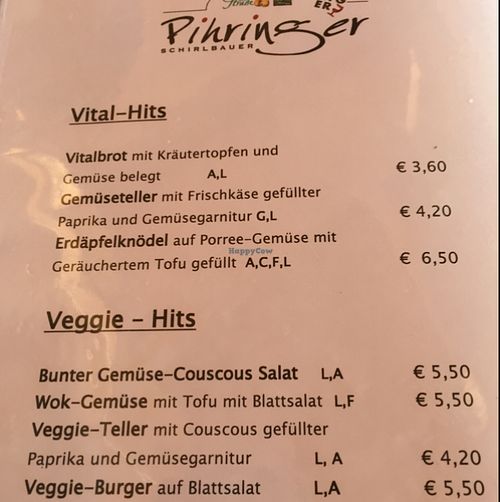 Pihringer
SCHIRLBAUER
Vital-Hits
Vitalbrot mit Kräutertopfen und
Gemüse belegt A,L € 3,60
Gemüseteller mit Frischkäse gefüllter
Paprika und Gemüsegarnitur G,L € 4,20
Erdäpfelknödel auf Porree-Gemüse mit
HappyCow
Geräuchertem Tofu gefüllt A,C,F,L € 6,50
Veggie - Hits
Bunter Gemüse-Couscous Salat L,A € 5,50
Wok-Gemüse mit Tofu mit Blattsalat L,F € 5,50
Veggie-Teller mit Couscous gefüllter
Paprika und Gemüsegarnitur L, A € 4,20
Veggie-Burger auf Blattsalat L,A € 5,50